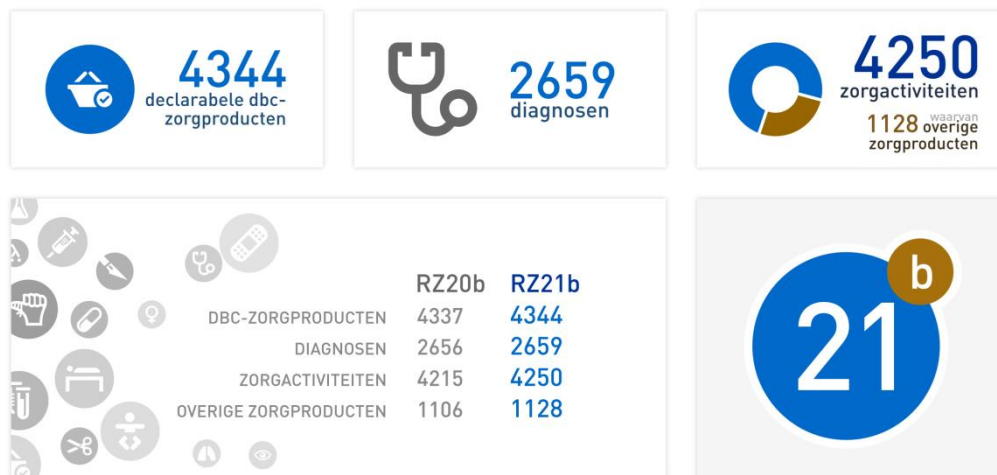 4344
declarabele dbc-
zorgproducten
2659
diagnosen
4250
zorgactiviteiten
waarvan
1128 overige
zorgproducten
RZ20b RZ21b
DBC-ZORGPRODUCTEN 4337 4344
DIAGNOSEN 2656 2659
ZORGACTIVITEITEN 4215 4250
OVERIGE ZORGPRODUCTEN 1106 1128
b
21